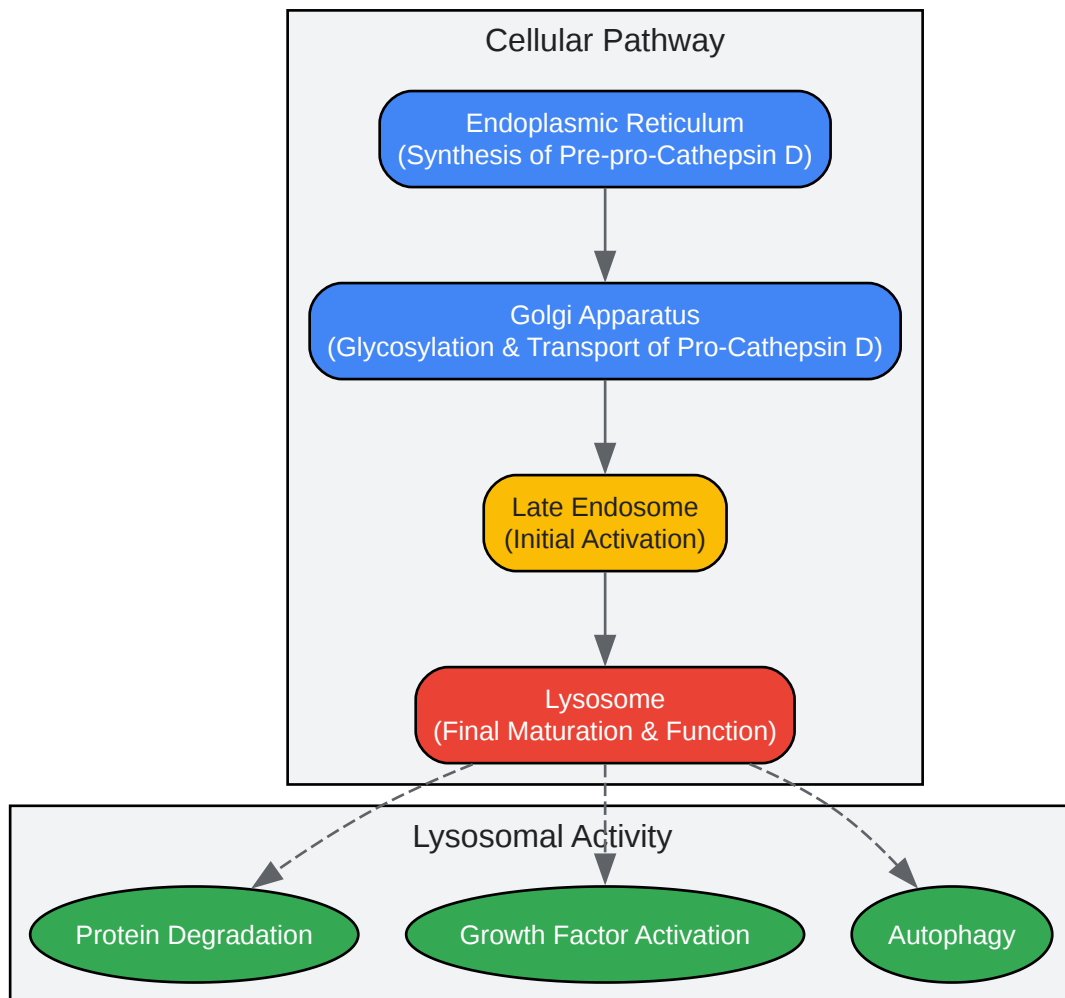 Cellular Pathway
Endoplasmic Reticulum
(Synthesis of Pre-pro-Cathepsin D)
Golgi Apparatus
(Glycosylation & Transport of Pro-Cathepsin D)
Late Endosome
(Initial Activation)
Lysosome
(Final Maturation & Function)
Lysosomal Activity
Protein Degradation
Growth Factor Activation
Autophagy